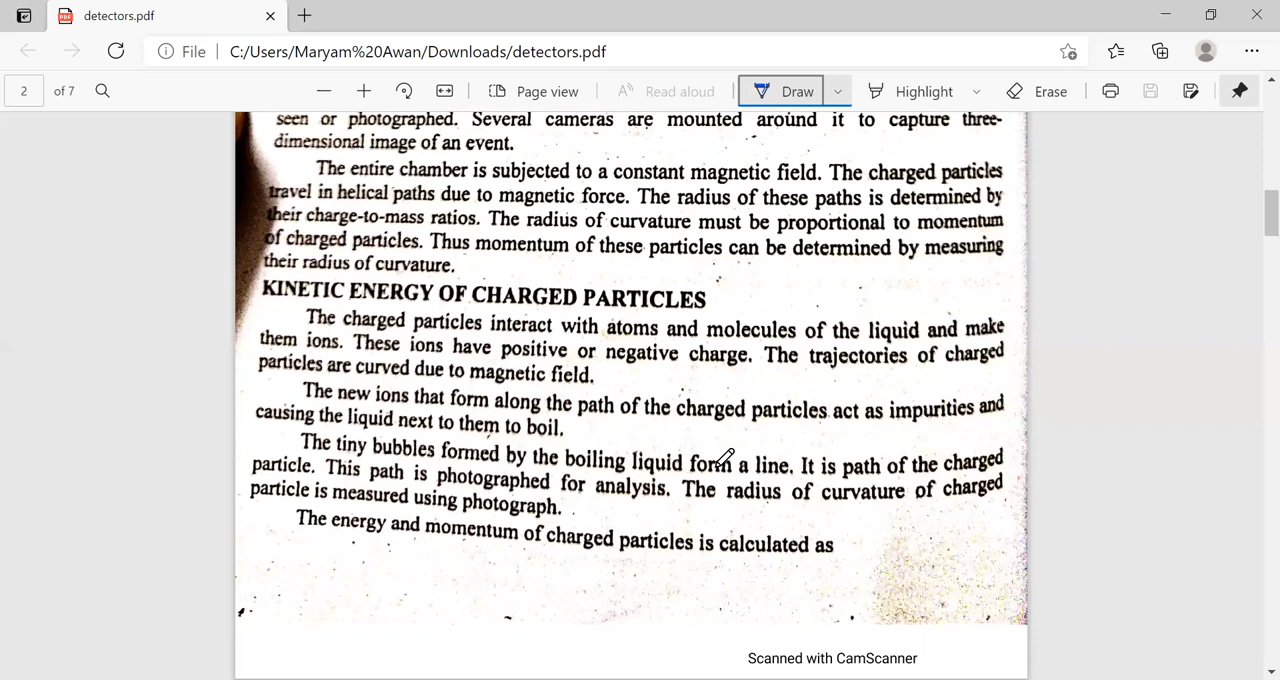 detectors.pdf
File
C:/Users/Maryam%20Awan/Downloads/detectors.pdf
2 of 7
Page view
Read aloud
Draw
Highlight
Erase
seen or photographed. Several cameras are mounted around it to capture three-
dimensional image of an event.
The entire chamber is subjected to a constant magnetic field. The charged particles
travel in helical paths due to magnetic force. The radius of these paths is determined by
their charge-to-mass ratios. The radius of curvature must be proportional to momentum
of charged particles. Thus momentum of these particles can be determined by measuring
their radius of curvature.
KINETIC ENERGY OF CHARGED PARTICLES
The charged particles interact with atoms and molecules of the liquid and make
them ions. These ions have positive or negative charge. The trajectories of charged
particles are curved due to magnetic field.
The new ions that form along the path of the charged particles act as impurities and
causing the liquid next to them to boil.
The tiny bubbles formed by the boiling liquid form a line. It is path of the charged
particle. This path is photographed for analysis. The radius of curvature of charged
particle is measured using photograph.
The energy and momentum of charged particles is calculated as
Scanned with CamScanner